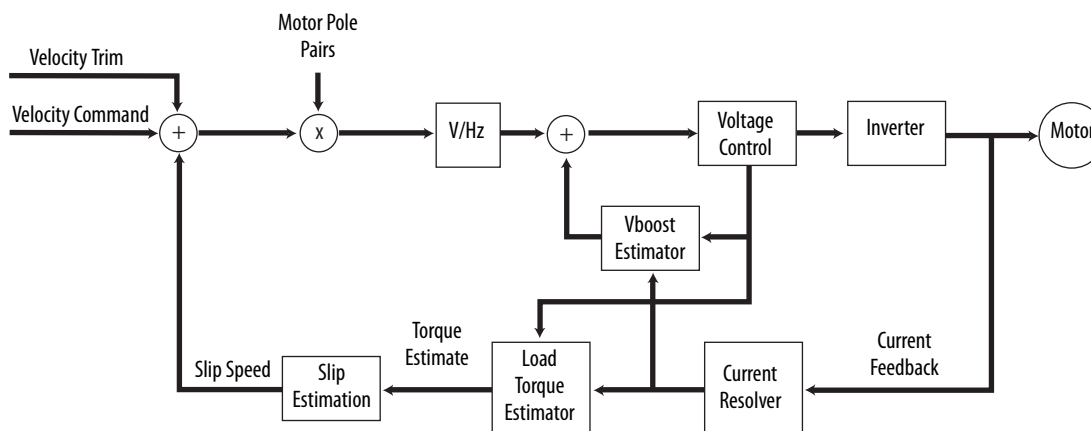 Motor Pole
Pairs
Velocity Trim
Velocity Command
+
x
V/Hz
+
Voltage
Control
Inverter
Motor
Vboost
Estimator
Torque
Estimate
Slip Speed
Slip
Estimation
Load
Torque
Estimator
Current
Resolver
Current
Feedback